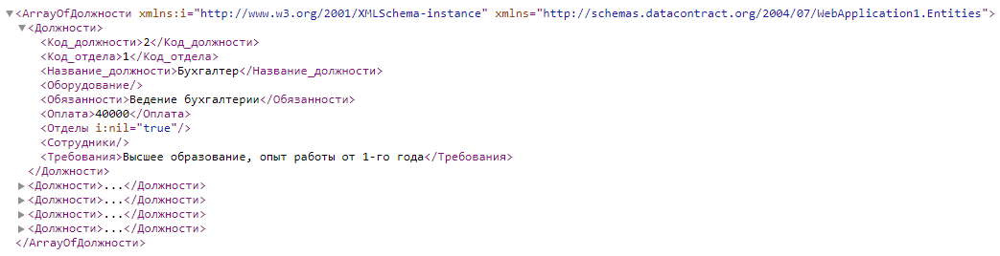 <ArrayOfДолжности xmlns:i="http://www.w3.org/2001/XMLSchema-instance" xmlns="http://schemas.datacontract.org/2004/07/WebApplication1.Entities">
<Должности>
<Код_должности>2</Код_должности>
<Код_отдела>1</Код_отдела>
<Название_должности>Бухгалтер</Название_должности>
<Оборудование/>
<Обязанности>Ведение бухгалтерии</Обязанности>
<Оплата>40000</Оплата>
<Отделы i:nil="true"/>
<Сотрудники/>
<Требования>Высшее образование, опыт работы от 1-го года</Требования>
</Должности>
<Должности>...</Должности>
<Должности>...</Должности>
<Должности>...</Должности>
<Должности>...</Должности>
</ArrayOfДолжности>